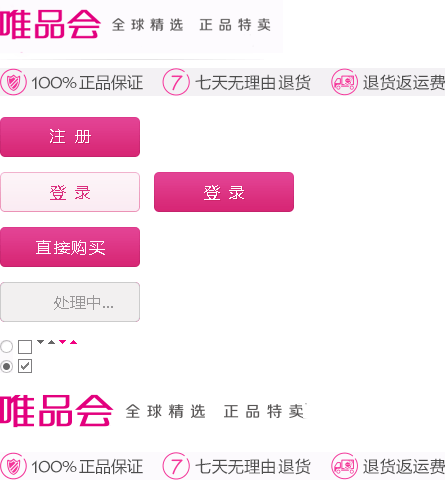 唯品会 全球精选 正品特卖
100%正品保证 7 七天无理由退货 退货返运费
注 册
登 录 登 录
直接购买
处理中...
唯品会 全球精选 正品特卖
100%正品保证 7 七天无理由退货 退货返运费